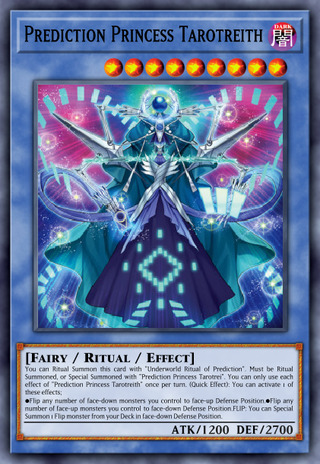 PREDICTION PRINCESS TAROTREITH
DARK
闇
[FAIRY / RITUAL / EFFECT]
You can Ritual Summon this card with "Underworld Ritual of Prediction". Must be Ritual
Summoned, or Special Summoned with "Prediction Princess Tarotrei". You can only use each
effect of "Prediction Princess Tarotreith" once per turn. (Quick Effect): You can activate 1 of
these effects;
●Flip any number of face-down monsters you control to face-up Defense Position.●Flip any
number of face-up monsters you control to face-down Defense Position.FLIP: You can Special
Summon 1 Flip monster from your Deck in face-down Defense Position.
ATK/1200 DEF/2700